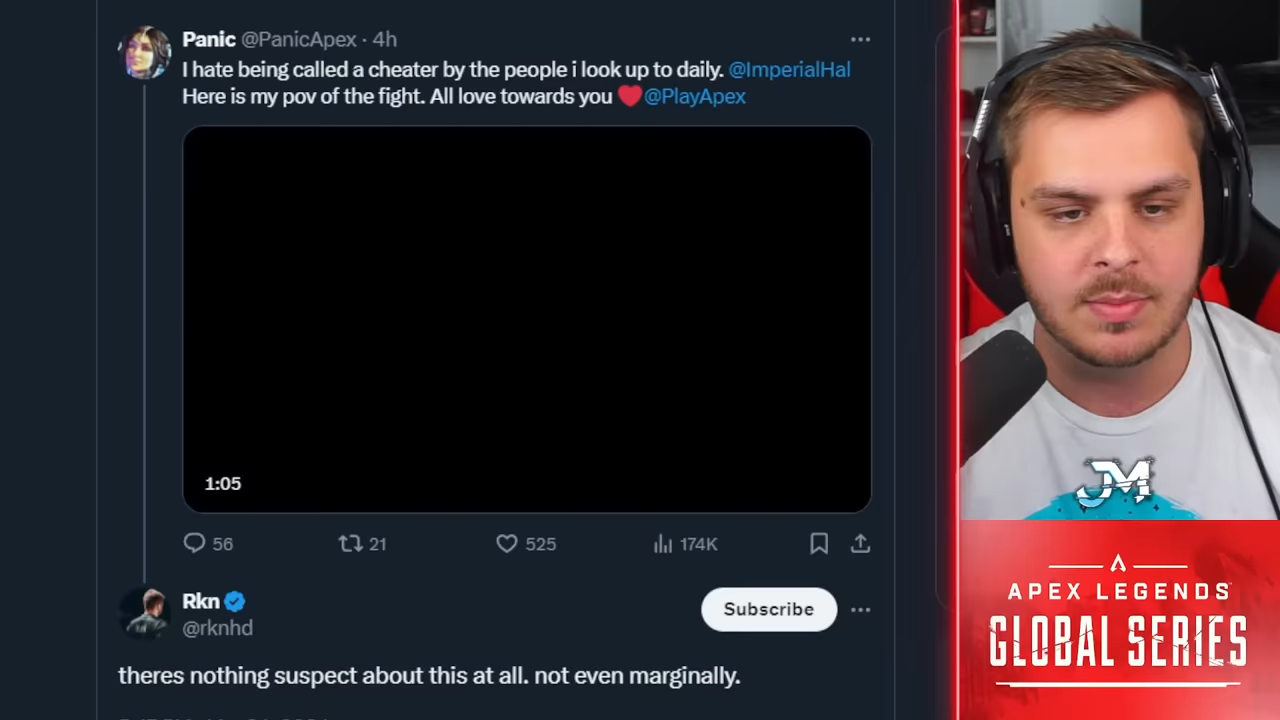 Panic @PanicApex · 4h
I hate being called a cheater by the people i look up to daily. @ImperialHal
Here is my pov of the fight. All love towards you ❤️@PlayApex
1:05
56 21 525 174K
Rkn
@rknhd
Subscribe
theres nothing suspect about this at all. not even marginally.
JM
APEX LEGENDS
GLOBAL SERIES